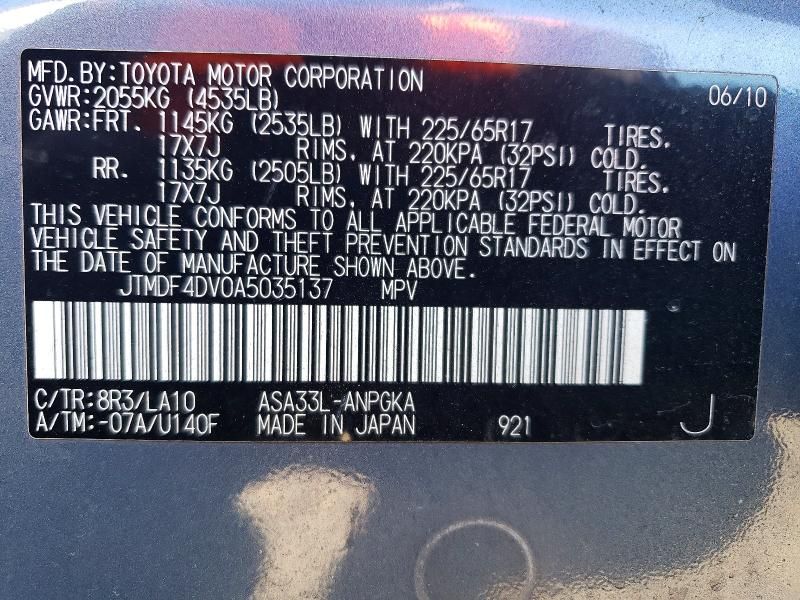 MFD.BY:TOYOTA MOTOR CORPORATION 06/10
GVWR:2055KG (4535LB)
GAWR:FRT. 1145KG (2535LB) WITH 225/65R17 TIRES.
17X7J RIMS. AT 220KPA (32PSI) COLD.
RR. 1135KG (2505LB) WITH 225/65R17 TIRES.
17X7J RIMS. AT 220KPA (32PSI) COLD.
THIS VEHICLE CONFORMS TO ALL APPLICABLE FEDERAL MOTOR
VEHICLE SAFETY AND THEFT PREVENTION STANDARDS IN EFFECT ON
THE DATE OF MANUFACTURE SHOWN ABOVE.
JTMDF4DV0A5035137 MPV
C/TR:8R3/LA10 ASA33L-ANPGKA
A/TM:-07A/U140F MADE IN JAPAN 921 J